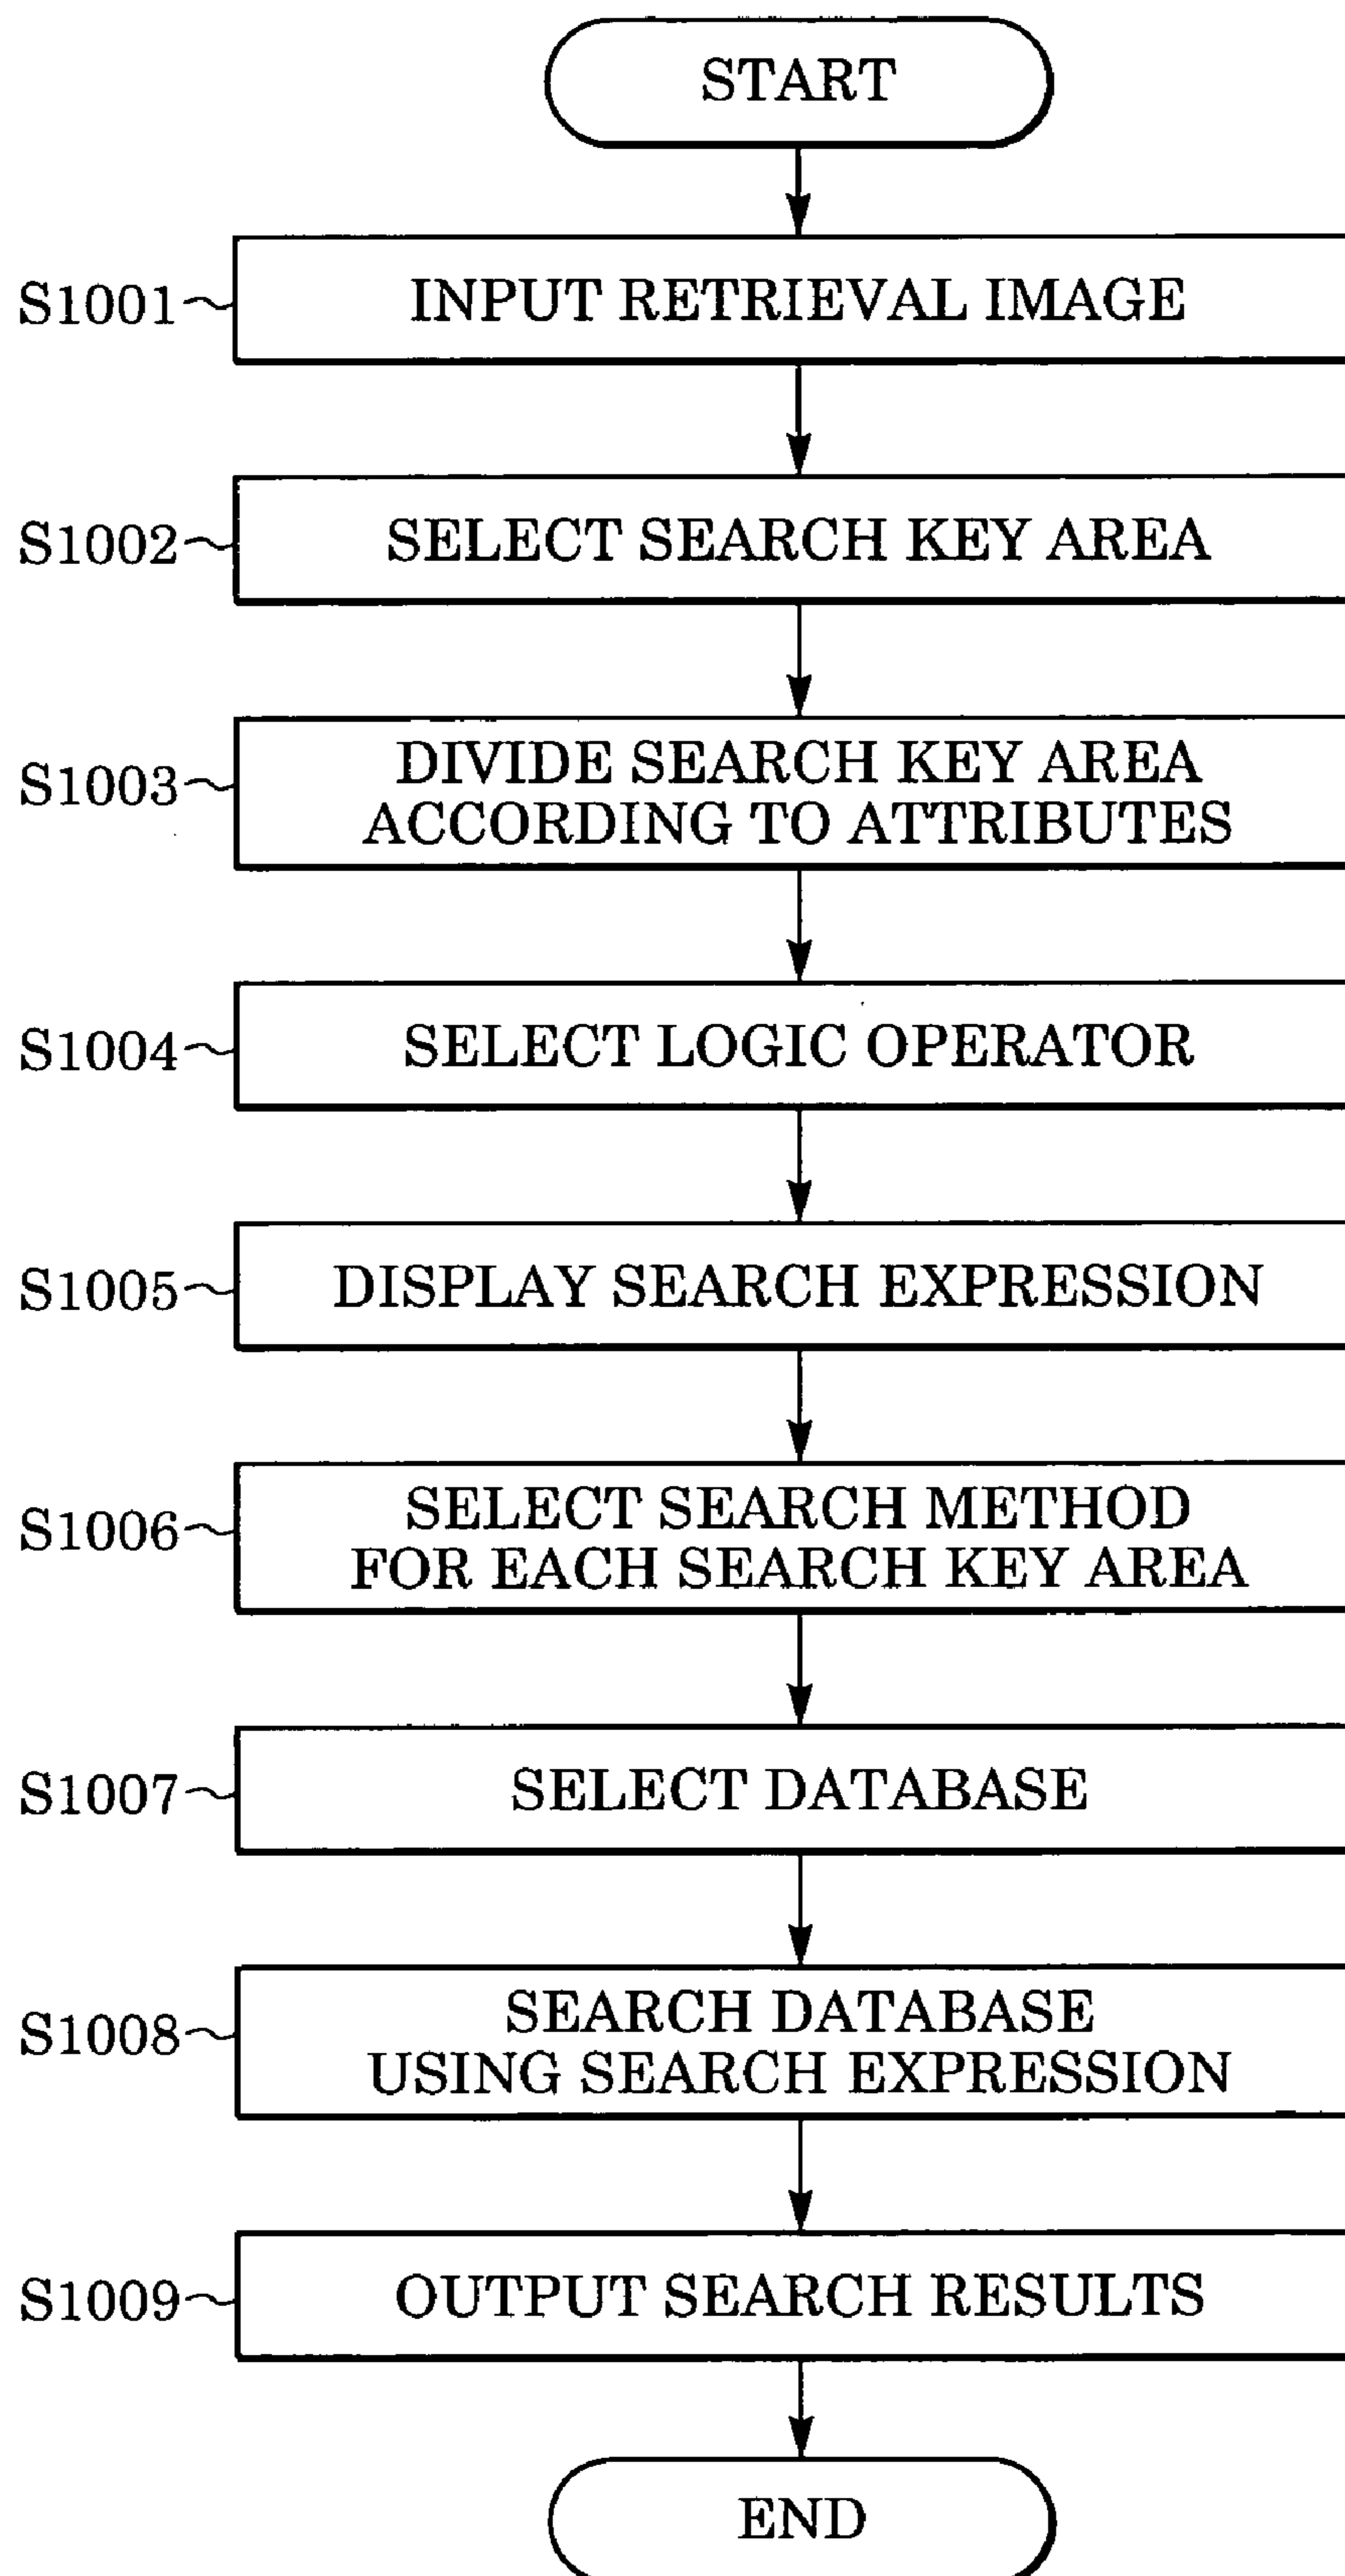 START
S1001
INPUT RETRIEVAL IMAGE
S1002
SELECT SEARCH KEY AREA
S1003
DIVIDE SEARCH KEY AREA
ACCORDING TO ATTRIBUTES
S1004
SELECT LOGIC OPERATOR
S1005
DISPLAY SEARCH EXPRESSION
S1006
SELECT SEARCH METHOD
FOR EACH SEARCH KEY AREA
S1007
SELECT DATABASE
S1008
SEARCH DATABASE
USING SEARCH EXPRESSION
S1009
OUTPUT SEARCH RESULTS
END